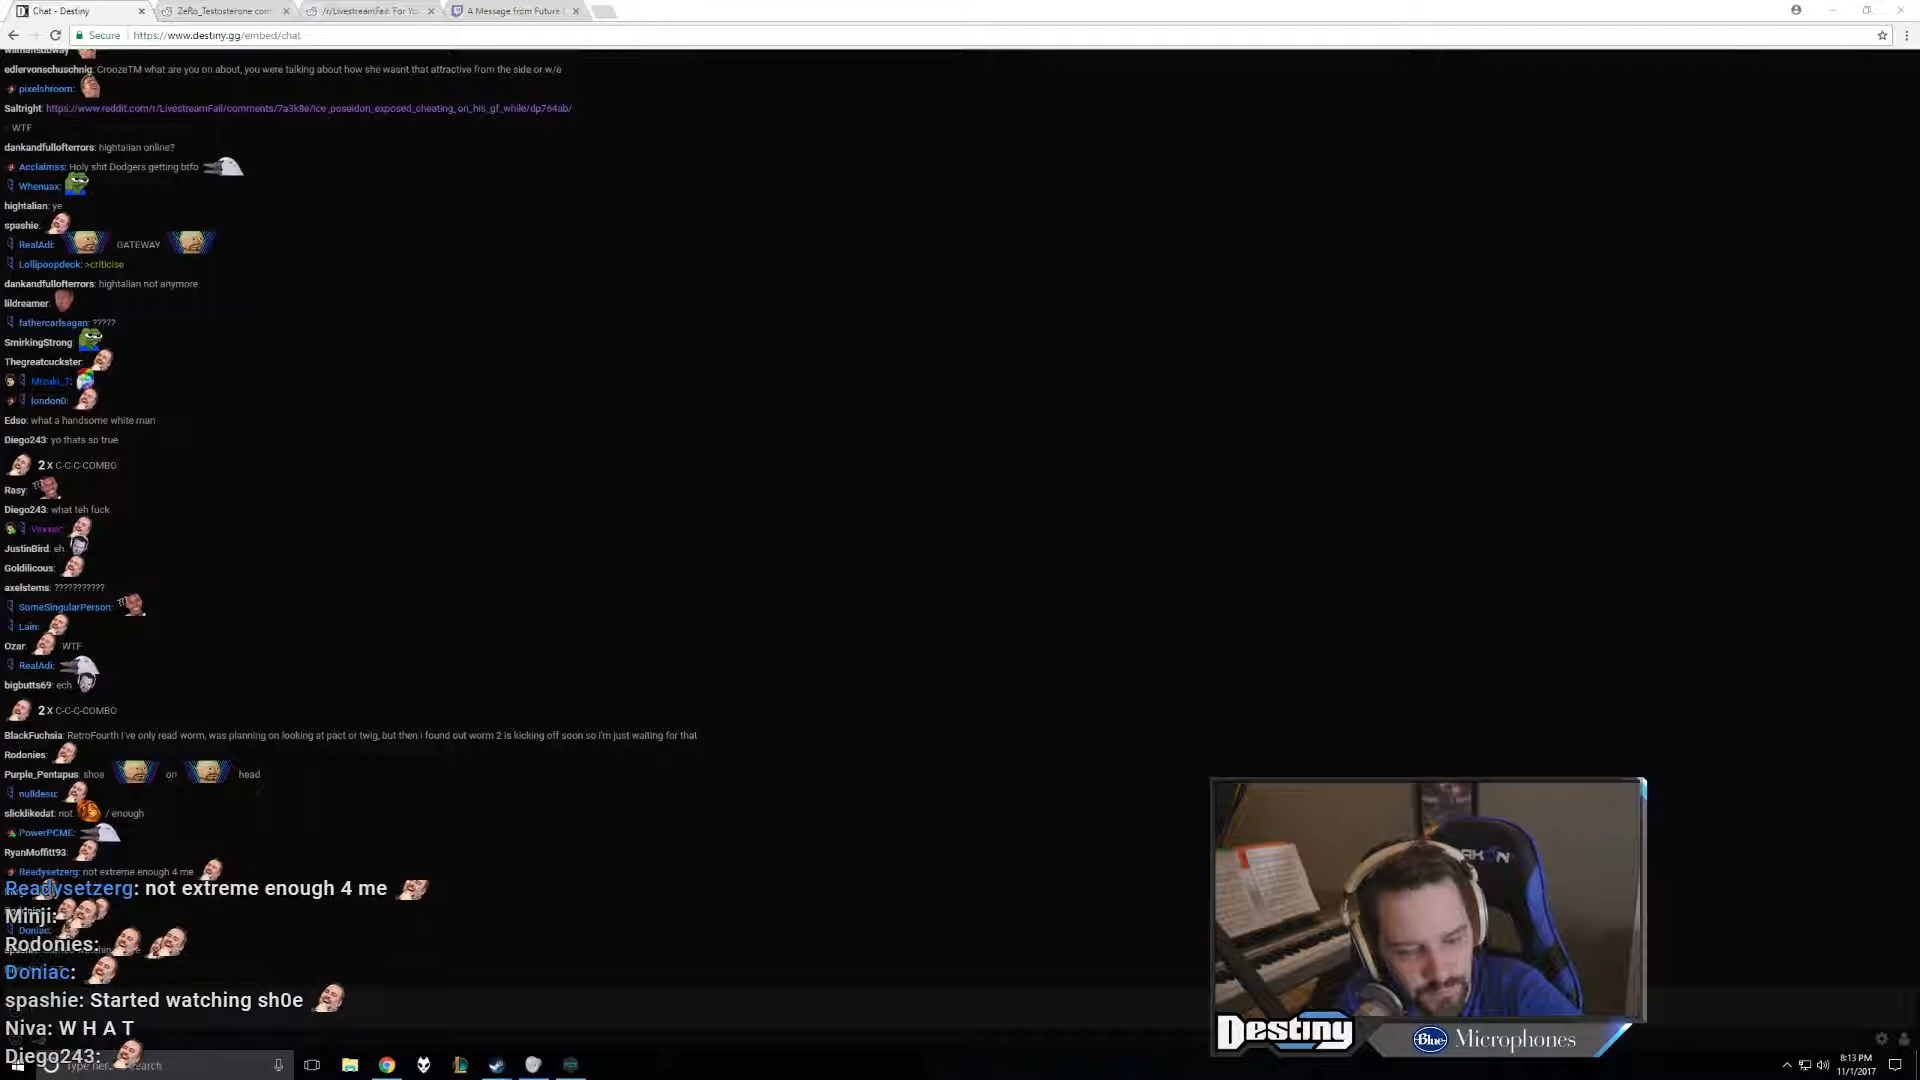 Chat - Destiny
ZeRo_Testosterone com
/r/LivestreamFail: For Yo
A Message from Future
Secure
https://www.destiny.gg/embed/chat
edlervonschuschnig: CroozeTM what are you on about, you were talking about how she wasnt that attractive from the side or w/e
pixelshroom:
Saltright: https://www.reddit.com/r/LivestreamFail/comments/7a3k8e/ice_poseidon_exposed_cheating_on_his_gf_while/dp764ab/
WTF
dankandfullofterrors: hightalian online?
Acclaimss: Holy shit Dodgers getting btfo
Whenuax:
hightalian: ye
spashie:
RealAdi: GATEWAY
Lollipoopdeck: >criticise
dankandfullofterrors: hightalian not anymore
lildreamer:
fathercarlsagan: ?????
SmirkingStrong:
Thegreatcuckster:
Mizuki_T:
london0:
Edso: what a handsome white man
Diego243: yo thats so true
2 X C-C-C-COMBO
Rasy:
Diego243: what teh fuck
Vexxer:
JustinBird: eh
Goldilicous:
axelstems: ???????????
SomeSingularPerson:
Lain:
Ozar: WTF
RealAdi:
bigbutts69: ech
2 X C-C-C-COMBO
BlackFuchsia: RetroFourth I've only read worm, was planning on looking at pact or twig, but then i found out worm 2 is kicking off soon so i'm just waiting for that
Rodonies:
Purple_Pentapus: shoe on head
nulldesu:
slicklikedat: not / enough
PowerPCME:
RyanMoffitt93:
Readysetzerg: not extreme enough 4 me
Readysetzerg: not extreme enough 4 me
Minji:
Doniac:
Rodonies:
Doniac:
spashie: Started watching sh0e
Niva: W H A T
Diego243:
Type here to search
Destiny
Blue Microphones
8:13 PM
11/1/2017